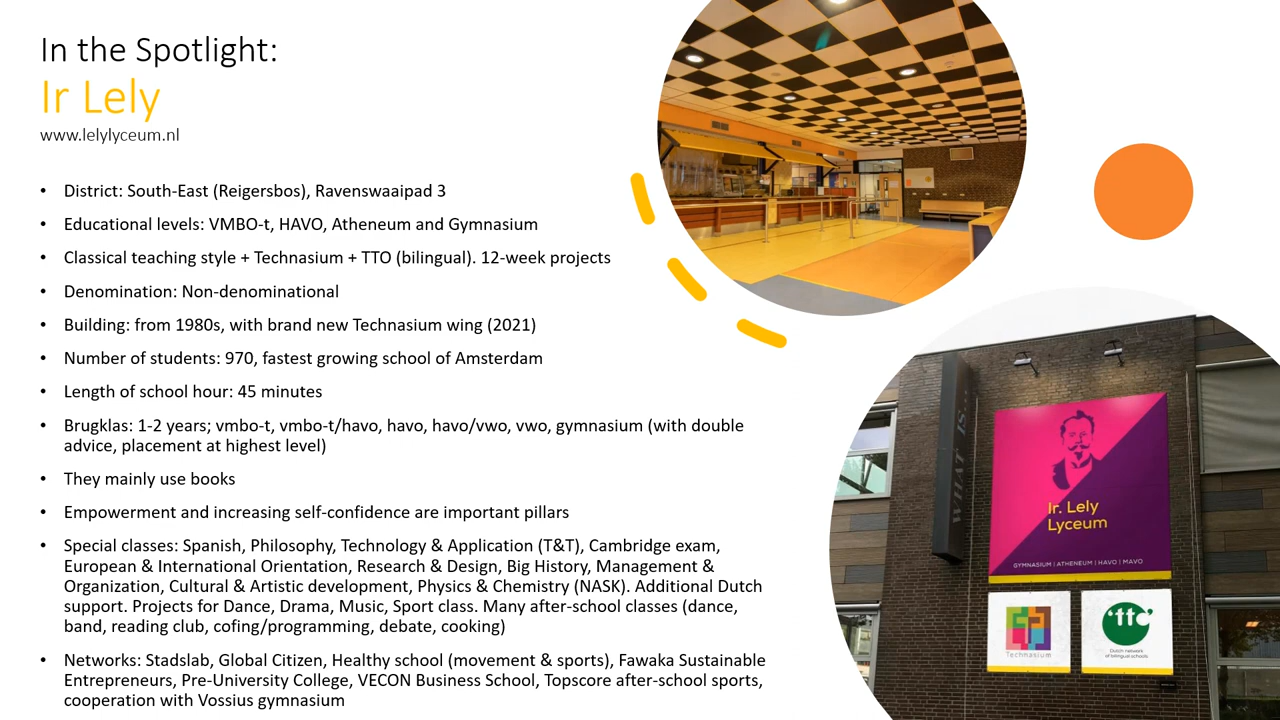 In the Spotlight:
Ir Lely
www.lelylyceum.nl
• District: South-East (Reigersbos), Ravenswaaipad 3
• Educational levels: VMBO-t, HAVO, Atheneum and Gymnasium
• Classical teaching style + Technasium + TTO (bilingual). 12-week projects
• Denomination: Non-denominational
• Building: from 1980s, with brand new Technasium wing (2021)
• Number of students: 970, fastest growing school of Amsterdam
• Length of school hour: 45 minutes
• Brugklas: 1-2 years, vmbo-t, vmbo-t/havo, havo, havo/vwo, vwo, gymnasium (with double
advice, placement at highest level)
• They mainly use books
• Empowerment and increasing self-confidence are important pillars
• Special classes: Spanish, Philosophy, Technology & Application (T&T), Cambridge exam,
European & International Orientation, Research & Design, Big History, Management &
Organization, Cultural & Artistic development, Physics & Chemistry (NASK). Additional Dutch
support. Projects for Dance, Drama, Music, Sport class. Many after-school classes (dance,
band, reading club, cofing/programming, debate, cooking)
• Networks: Stadslab, Global Citizen, Healthy school (movement & sports), Fawaka Sustainable
Entrepreneurs, Pre-University College, VECON Business School, Topscore after-school sports,
cooperation with Vossius gymnasium
WHAT IS...
Ir. Lely
Lyceum
GYMNASIUM | ATHENEUM | HAVO | MAVO
Technasium
'ttc'
Dutch network
of bilingual schools